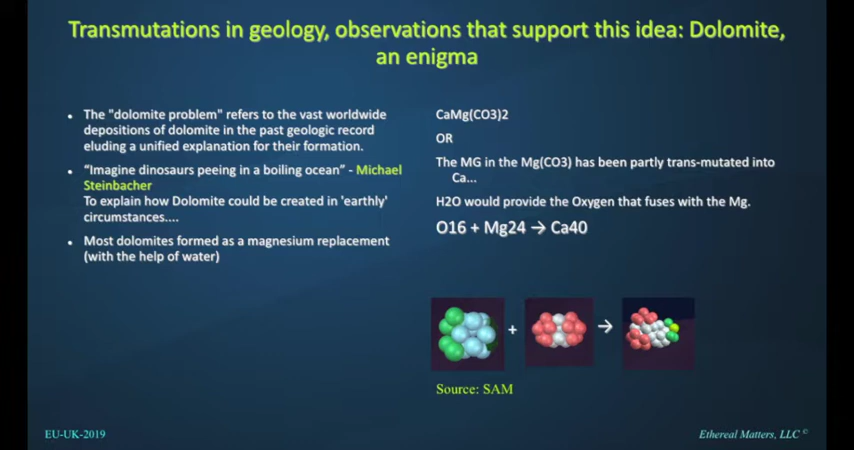 Transmutations in geology, observations that support this idea: Dolomite,
an enigma
• The "dolomite problem" refers to the vast worldwide
depositions of dolomite in the past geologic record
eluding a unified explanation for their formation.
• “Imagine dinosaurs peeing in a boiling ocean” - Michael
Steinbacher
To explain how Dolomite could be created in 'earthly'
circumstances....
• Most dolomites formed as a magnesium replacement
(with the help of water)
CaMg(CO3)2
OR
The MG in the Mg(CO3) has been partly trans-mutated into
Ca...
H2O would provide the Oxygen that fuses with the Mg.
O16 + Mg24 → Ca40
+ →
Source: SAM
EU-UK-2019
Ethereal Matters, LLC ©